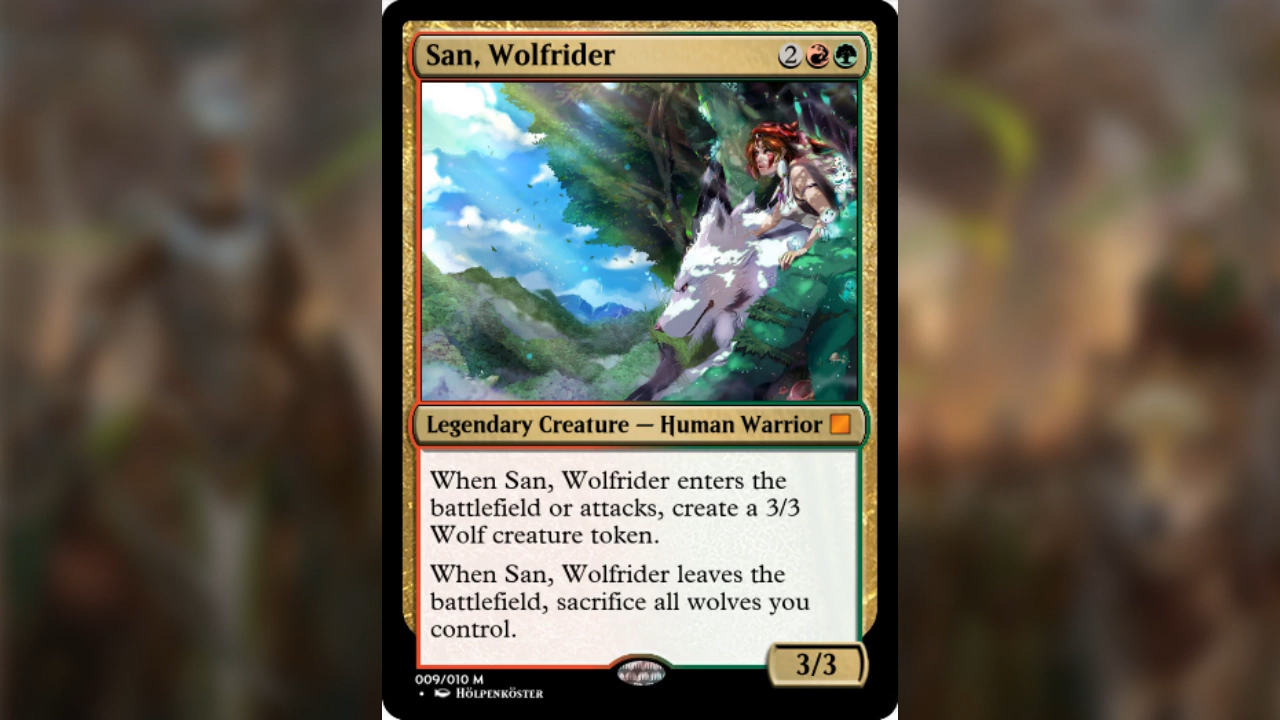 San, Wolfrider 2
Legendary Creature — Human Warrior
When San, Wolfrider enters the
battlefield or attacks, create a 3/3
Wolf creature token.
When San, Wolfrider leaves the
battlefield, sacrifice all wolves you
control.
3/3
009/010 M
• HÖLPENKÖSTER